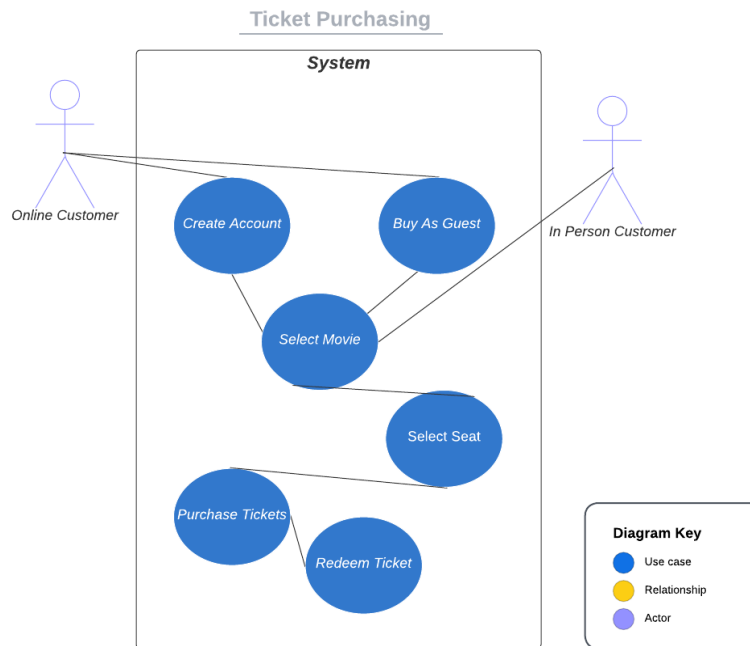 Ticket Purchasing
System
Online Customer
In Person Customer
Create Account
Buy As Guest
Select Movie
Select Seat
Purchase Tickets
Redeem Ticket
Diagram Key
Use case
Relationship
Actor